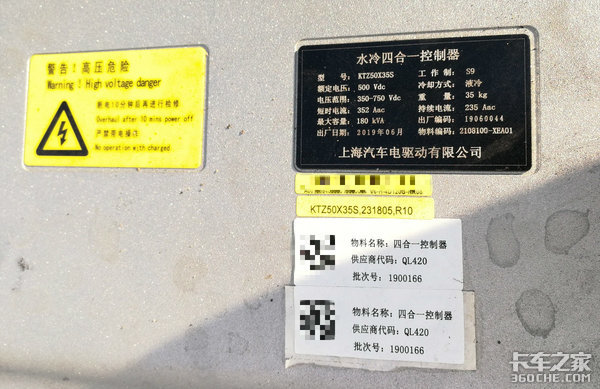 警告！高压危险
Warning！High voltage danger
断电10分钟后再进行检修
Overhaul after 10 mins power off
严禁带电操作
No operation with charged
水冷四合一控制器
型 号： KTZ50X35S 工 作 制： S9
额定电压： 500 Vdc 冷却方式： 液冷
电压范围： 350-750 Vdc 重 量： 35 kg
短时电流： 352 Aac 持续电流： 235 Aac
最大容量： 180 kVA 出厂编码： 19060044
出厂日期： 2019年06月 物料编码： 2108100-XEA01
上海汽车电驱动有限公司
KTZ50X35S,231805,R10
物料名称：四合一控制器
供应商代码：QL420
批次号：1900166
物料名称：四合一控制器
供应商代码：QL420
批次号：1900166
卡车之家
360CHE.COM